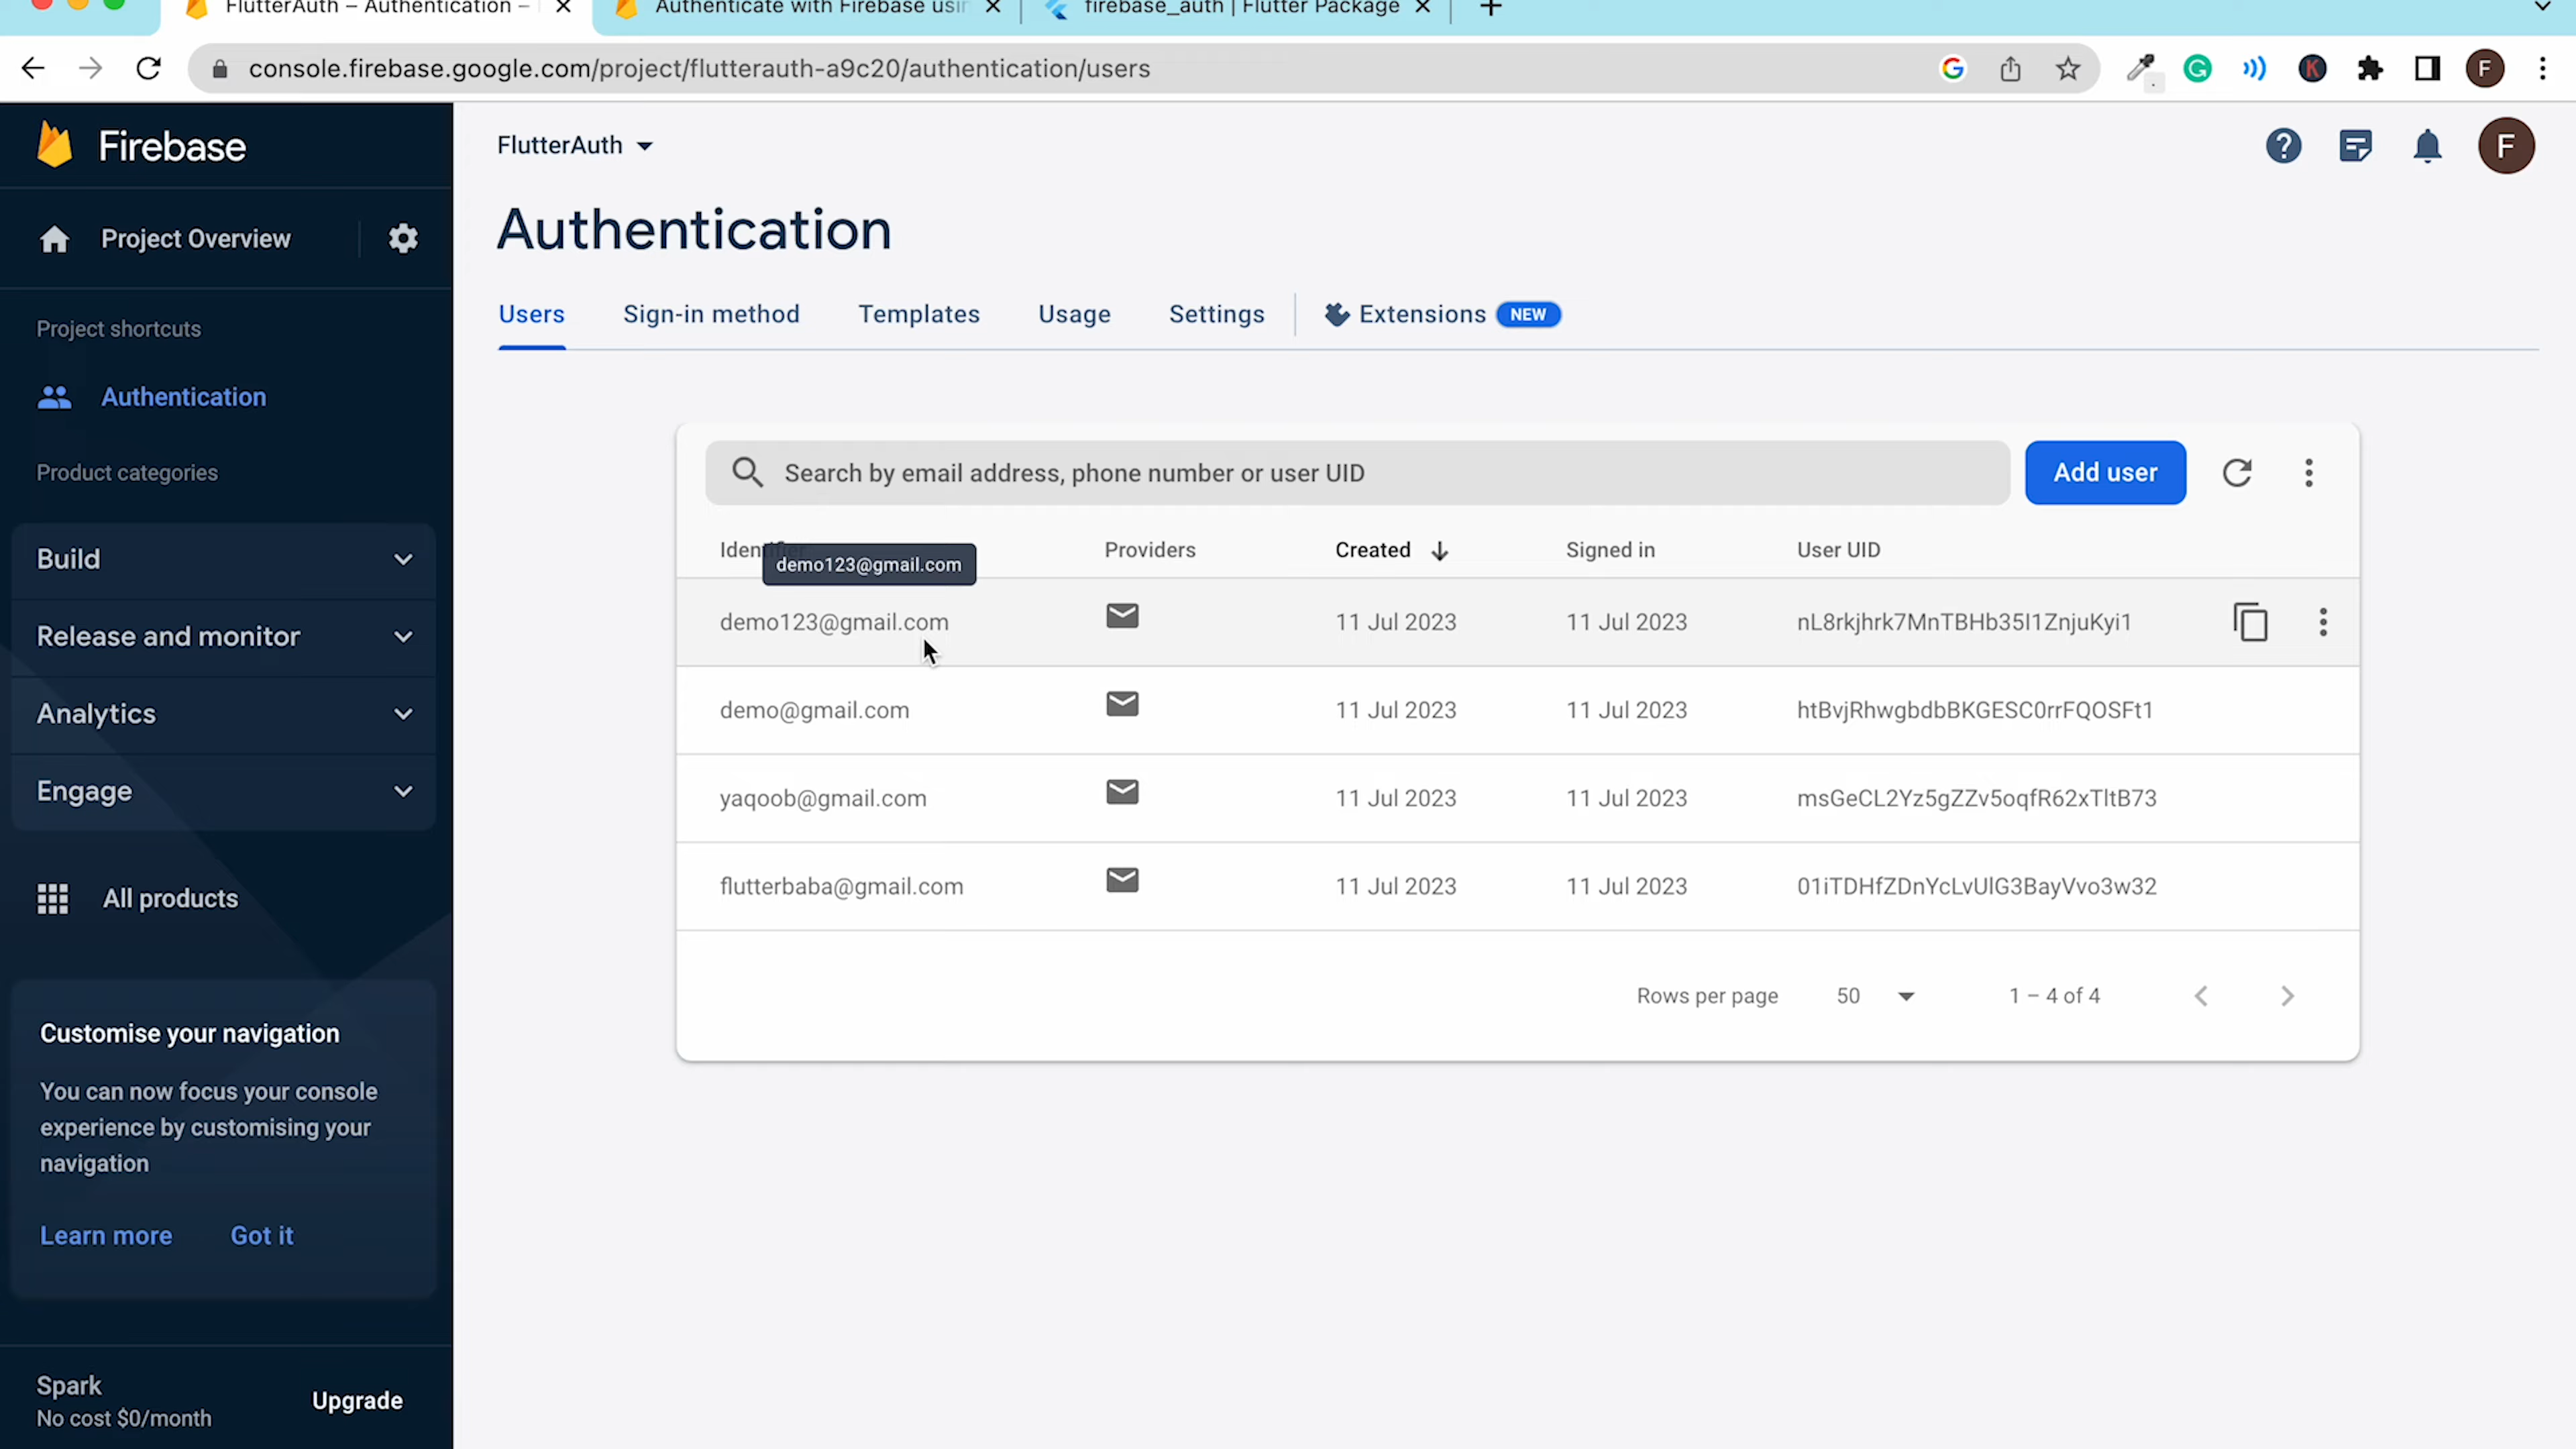 FlutterAuth – Authentication –
Authenticate with Firebase usin
firebase_auth | Flutter Package
console.firebase.google.com/project/flutterauth-a9c20/authentication/users
F
Firebase
FlutterAuth
F
Project Overview
Authentication
Project shortcuts
Users
Sign-in method
Templates
Usage
Settings
Extensions
NEW
Authentication
Product categories
Search by email address, phone number or user UID
Add user
Providers
Created
Signed in
User UID
demo123@gmail.com
demo123@gmail.com
11 Jul 2023
11 Jul 2023
nL8rkjhrk7MnTBHb35I1ZnjuKyi1
demo@gmail.com
11 Jul 2023
11 Jul 2023
htBvjRhwgbdbBKGESC0rrFQOSFt1
yaqoob@gmail.com
11 Jul 2023
11 Jul 2023
msGeCL2Yz5gZZv5oqfR62xTltB73
flutterbaba@gmail.com
11 Jul 2023
11 Jul 2023
01iTDHfZDnYcLvUlG3BayVvo3w32
Rows per page
50
1 – 4 of 4
Build
Release and monitor
Analytics
Engage
All products
Customise your navigation
You can now focus your console
experience by customising your
navigation
Learn more
Got it
Spark
No cost $0/month
Upgrade